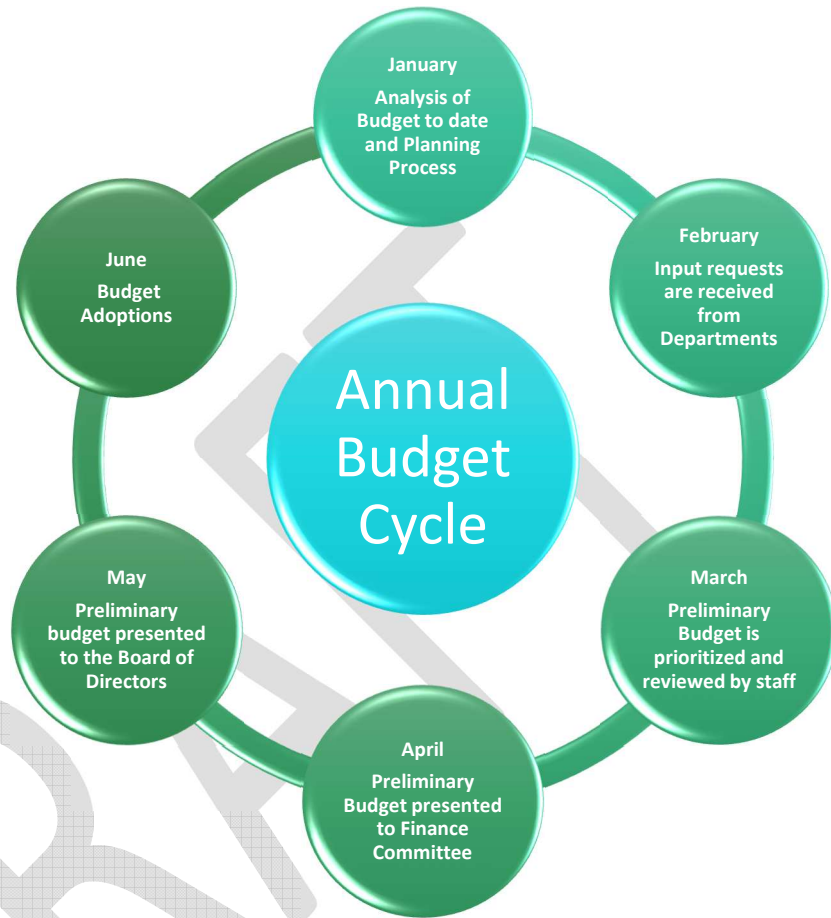 January
Analysis of
Budget to date
and Planning
Process
February
Input requests
are received
from
Departments
March
Preliminary
Budget is
prioritized and
reviewed by staff
April
Preliminary
Budget presented
to Finance
Committee
May
Preliminary
budget presented
to the Board of
Directors
June
Budget
Adoptions
Annual
Budget
Cycle